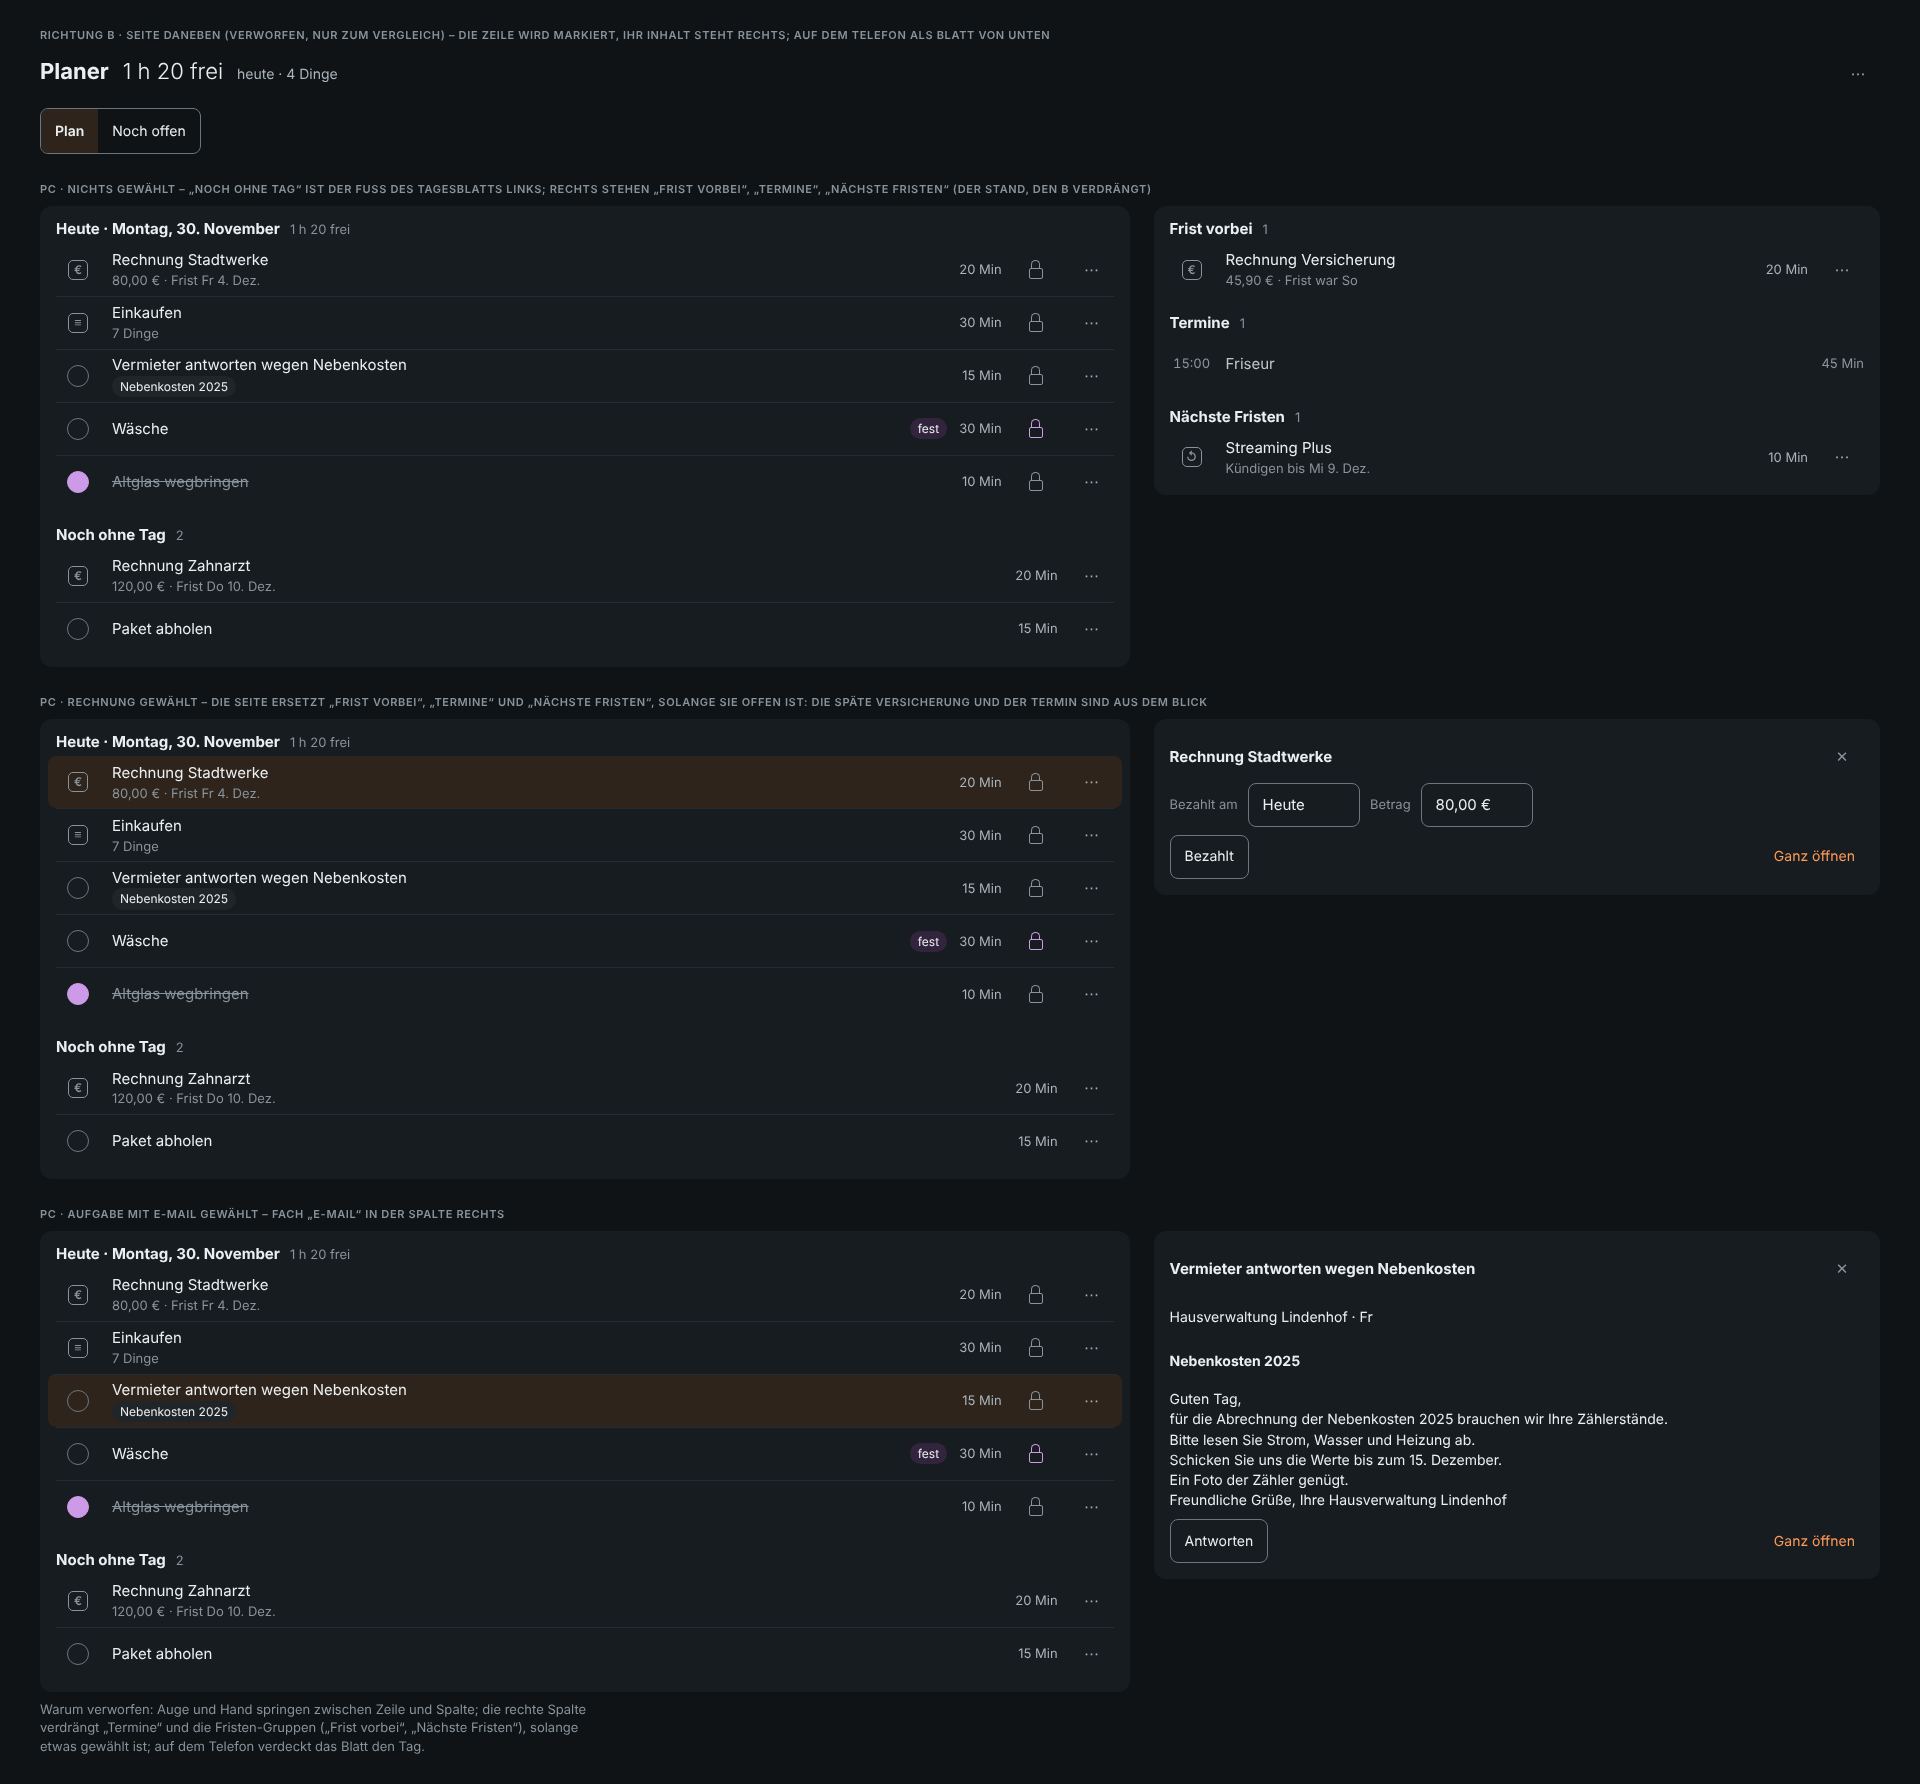 RICHTUNG B · SEITE DANEBEN (VERWORFEN, NUR ZUM VERGLEICH) – DIE ZEILE WIRD MARKIERT, IHR INHALT STEHT RECHTS; AUF DEM TELEFON ALS BLATT VON UNTEN
Planer 1 h 20 frei heute · 4 Dinge
…
Plan Noch offen
PC · NICHTS GEWÄHLT – „NOCH OHNE TAG“ IST DER FUSS DES TAGESBLATTS LINKS; RECHTS STEHEN „FRIST VORBEI“, „TERMINE“, „NÄCHSTE FRISTEN“ (DER STAND, DEN B VERDRÄNGT)
Heute · Montag, 30. November 1 h 20 frei
€ Rechnung Stadtwerke 20 Min …
80,00 € · Frist Fr 4. Dez.
Einkaufen 30 Min …
7 Dinge
Vermieter antworten wegen Nebenkosten 15 Min …
Nebenkosten 2025
Wäsche fest 30 Min …
Altglas wegbringen 10 Min …
Noch ohne Tag 2
€ Rechnung Zahnarzt 20 Min …
120,00 € · Frist Do 10. Dez.
Paket abholen 15 Min …
Frist vorbei 1
€ Rechnung Versicherung 20 Min …
45,90 € · Frist war So
Termine 1
15:00 Friseur 45 Min
Nächste Fristen 1
Streaming Plus 10 Min …
Kündigen bis Mi 9. Dez.
PC · RECHNUNG GEWÄHLT – DIE SEITE ERSETZT „FRIST VORBEI“, „TERMINE“ UND „NÄCHSTE FRISTEN“, SOLANGE SIE OFFEN IST: DIE SPÄTE VERSICHERUNG UND DER TERMIN SIND AUS DEM BLICK
Heute · Montag, 30. November 1 h 20 frei
€ Rechnung Stadtwerke 20 Min …
80,00 € · Frist Fr 4. Dez.
Einkaufen 30 Min …
7 Dinge
Vermieter antworten wegen Nebenkosten 15 Min …
Nebenkosten 2025
Wäsche fest 30 Min …
Altglas wegbringen 10 Min …
Noch ohne Tag 2
€ Rechnung Zahnarzt 20 Min …
120,00 € · Frist Do 10. Dez.
Paket abholen 15 Min …
Rechnung Stadtwerke ×
Bezahlt am Heute Betrag 80,00 €
Bezahlt Ganz öffnen
PC · AUFGABE MIT E-MAIL GEWÄHLT – FACH „E-MAIL“ IN DER SPALTE RECHTS
Heute · Montag, 30. November 1 h 20 frei
€ Rechnung Stadtwerke 20 Min …
80,00 € · Frist Fr 4. Dez.
Einkaufen 30 Min …
7 Dinge
Vermieter antworten wegen Nebenkosten 15 Min …
Nebenkosten 2025
Wäsche fest 30 Min …
Altglas wegbringen 10 Min …
Noch ohne Tag 2
€ Rechnung Zahnarzt 20 Min …
120,00 € · Frist Do 10. Dez.
Paket abholen 15 Min …
Vermieter antworten wegen Nebenkosten ×
Hausverwaltung Lindenhof · Fr
Nebenkosten 2025
Guten Tag,
für die Abrechnung der Nebenkosten 2025 brauchen wir Ihre Zählerstände.
Bitte lesen Sie Strom, Wasser und Heizung ab.
Schicken Sie uns die Werte bis zum 15. Dezember.
Ein Foto der Zähler genügt.
Freundliche Grüße, Ihre Hausverwaltung Lindenhof
Antworten Ganz öffnen
Warum verworfen: Auge und Hand springen zwischen Zeile und Spalte; die rechte Spalte
verdrängt „Termine“ und die Fristen-Gruppen („Frist vorbei“, „Nächste Fristen“), solange
etwas gewählt ist; auf dem Telefon verdeckt das Blatt den Tag.